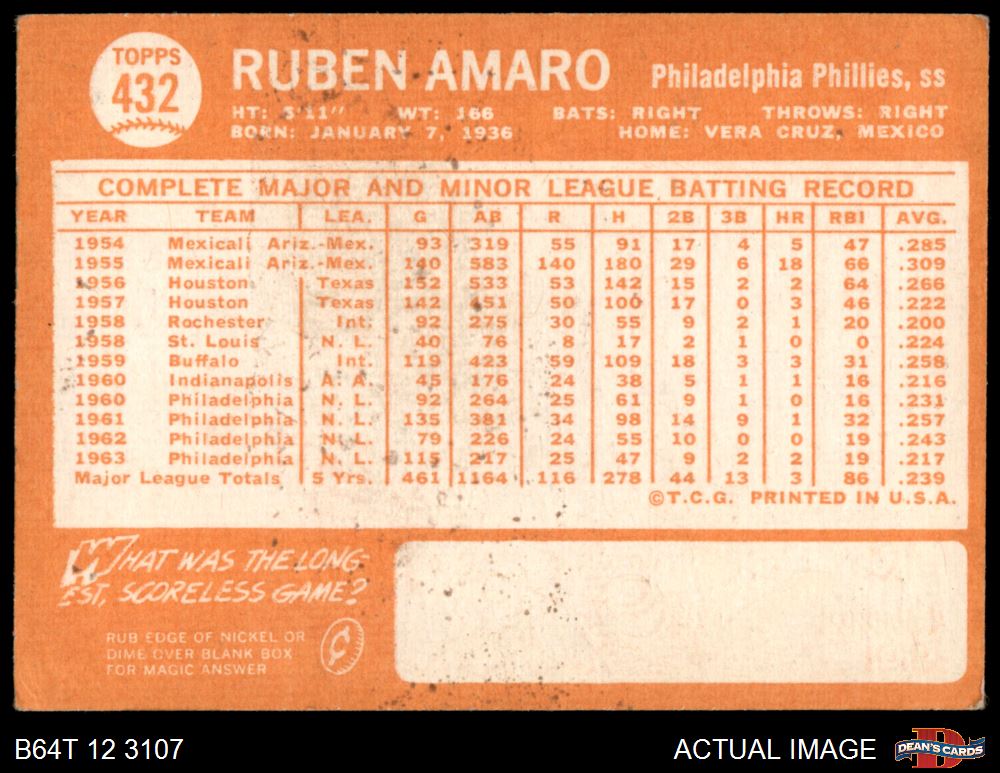 TOPPS
432
RUBEN AMARO
Philadelphia Phillies, ss
HT: 5'11" WT: 166 BATS: RIGHT THROWS: RIGHT
BORN: JANUARY 7, 1936 HOME: VERA CRUZ, MEXICO
COMPLETE MAJOR AND MINOR LEAGUE BATTING RECORD
YEAR TEAM LEA. G AB R H 2B 3B HR RBI AVG.
1954 Mexicali Ariz.-Mex. 93 319 55 91 17 4 5 47 .285
1955 Mexicali Ariz.-Mex. 140 583 140 180 29 6 18 66 .309
1956 Houston Texas 152 533 53 142 15 2 2 64 .266
1957 Houston Texas 142 451 50 100 17 0 3 46 .222
1958 Rochester Int. 92 275 30 55 9 2 1 20 .200
1958 St. Louis N. L. 40 76 8 17 2 1 0 0 .224
1959 Buffalo Int. 119 423 59 109 18 3 3 31 .258
1960 Indianapolis A. A. 45 176 24 38 5 1 1 16 .216
1960 Philadelphia N. L. 92 264 25 61 9 1 0 16 .231
1961 Philadelphia N. L. 135 381 34 98 14 9 1 32 .257
1962 Philadelphia N. L. 79 226 24 55 10 0 0 19 .243
1963 Philadelphia N. L. 115 217 25 47 9 2 2 19 .217
Major League Totals 5 Yrs. 461 1164 116 278 44 13 3 86 .239
©T.C.G. PRINTED IN U.S.A.
WHAT WAS THE LONG-
EST, SCORELESS GAME?
RUB EDGE OF NICKEL OR
DIME OVER BLANK BOX
FOR MAGIC ANSWER
¢
B64T 12 3107
ACTUAL IMAGE
D
DEAN'S CARDS